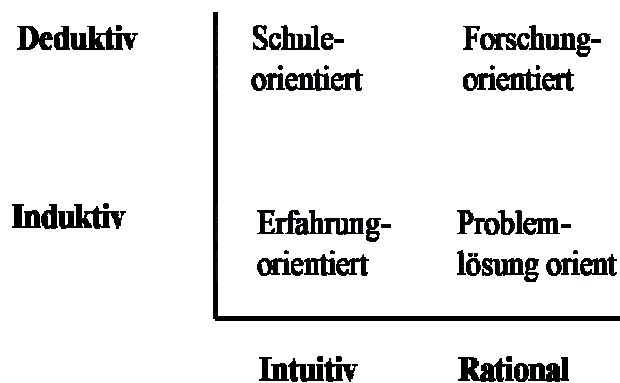 Deduktiv Schule- Forschung-
orientiert orientiert
Induktiv Erfahrung- Problem-
orientiert lösung orient
Intuitiv Rational